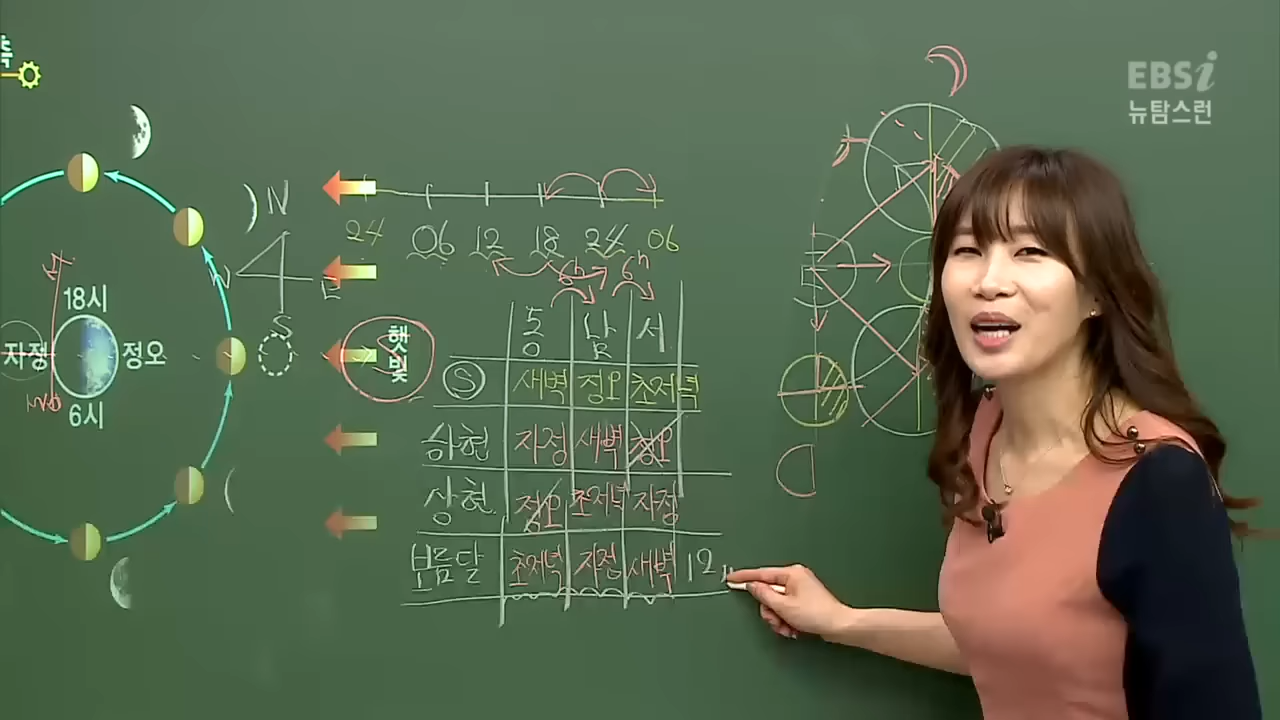 측
EBSi
뉴탐스런
N
24 06 12 18 24 06
6h 6h
W E
S
18시
자정 정오
6시
햇빛
동 남 서
S 새벽 정오 초저녁
하현 자정 새벽 정오
상현 정오 초저녁 자정
보름달 초저녁 자정 새벽 12
E